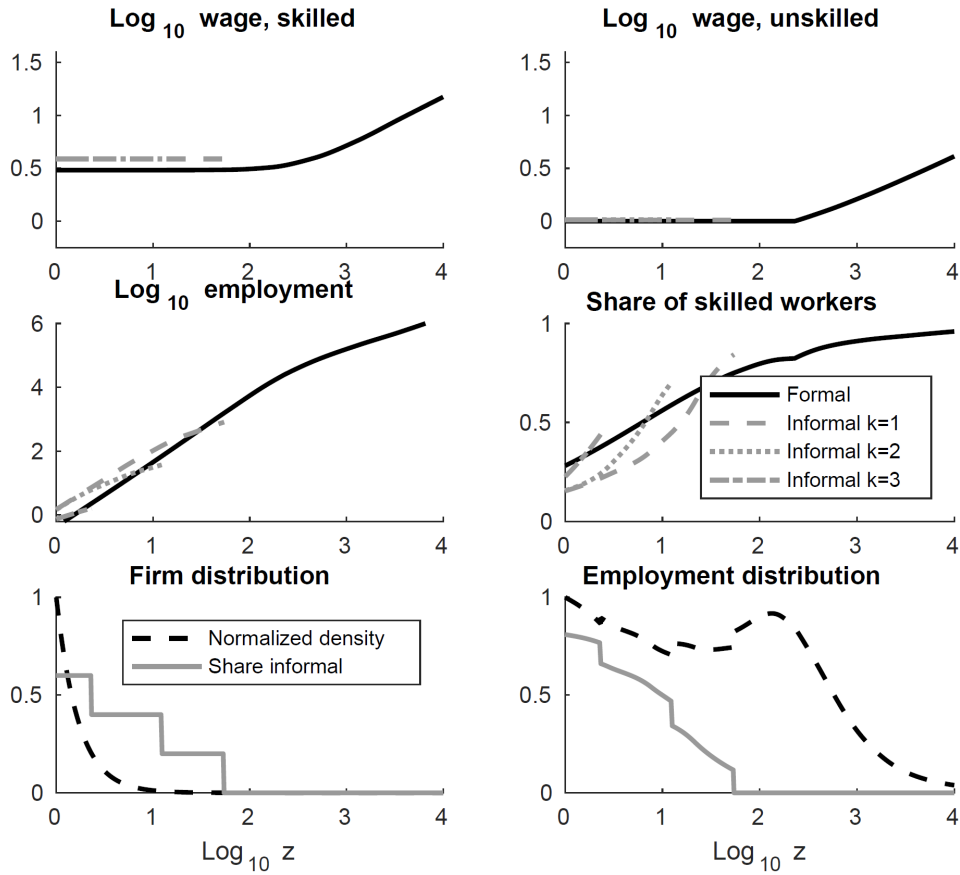 Log 10 wage, skilled
1.5
1
0.5
0
0 1 2 3 4
Log 10 wage, unskilled
1.5
1
0.5
0
0 1 2 3 4
Log 10 employment
6
4
2
0
0 1 2 3 4
Share of skilled workers
1
0.5
0
Formal
Informal k=1
Informal k=2
Informal k=3
0 1 2 3 4
Firm distribution
1
0.5
0
Normalized density
Share informal
0 1 2 3 4
Log 10 z
Employment distribution
1
0.5
0
0 1 2 3 4
Log 10 z